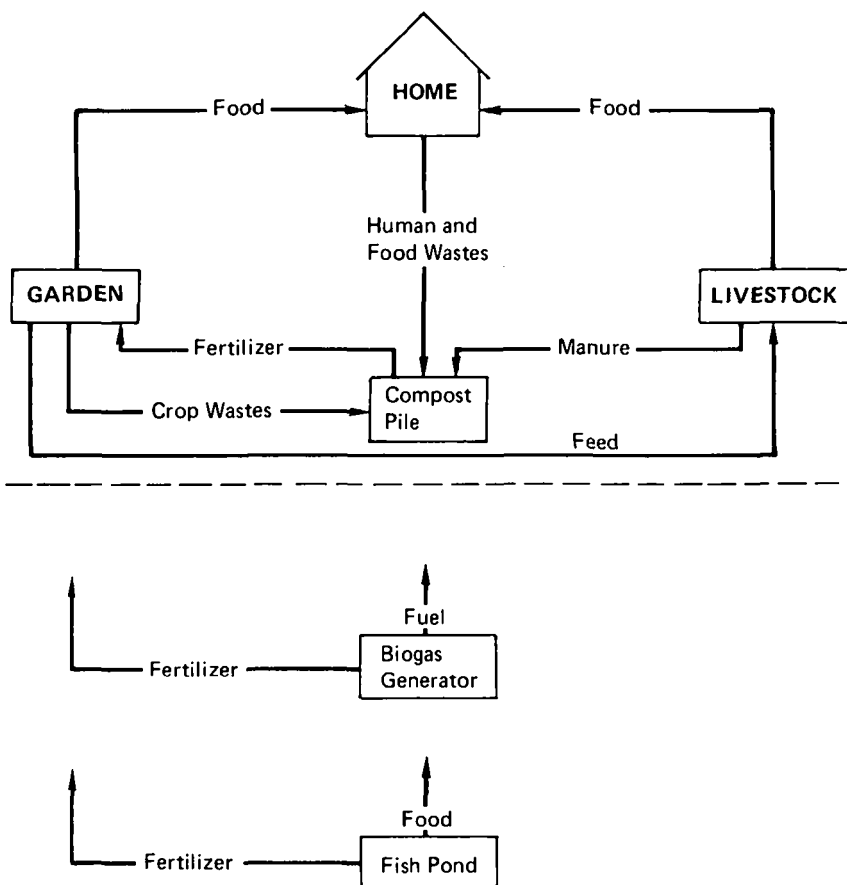 HOME
Food
Food
Human and
Food Wastes
GARDEN
LIVESTOCK
Fertilizer
Manure
Compost
Pile
Crop Wastes
Feed
Fuel
Biogas
Generator
Fertilizer
Food
Fish Pond
Fertilizer